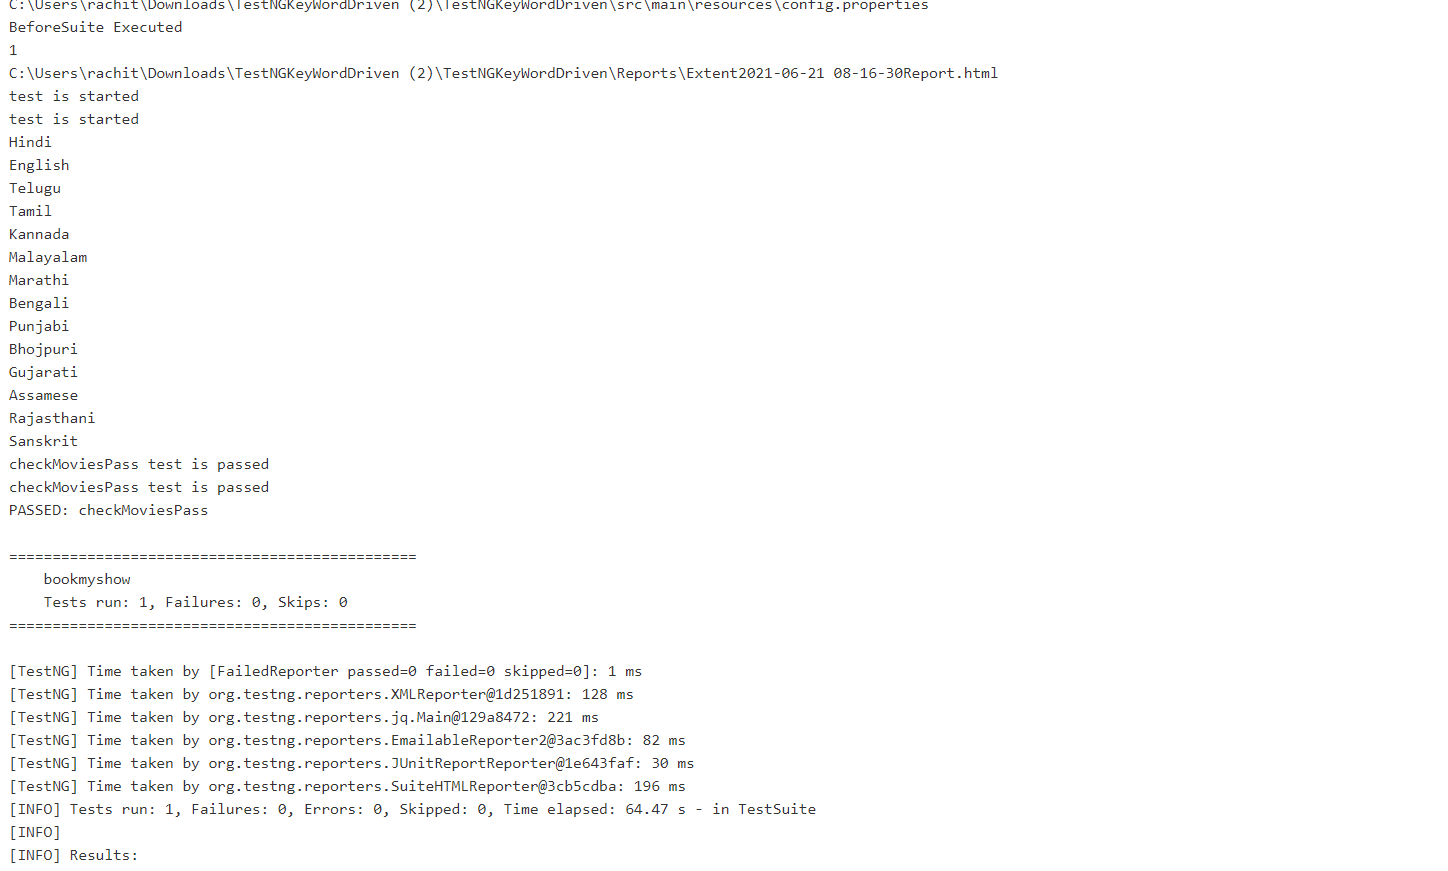 C:\Users\rachit\Downloads\TestNGKeyWordDriven (2)\TestNGKeyWordDriven\src\main\resources\config.properties
BeforeSuite Executed
1
C:\Users\rachit\Downloads\TestNGKeyWordDriven (2)\TestNGKeyWordDriven\Reports\Extent2021-06-21 08-16-30Report.html
test is started
test is started
Hindi
English
Telugu
Tamil
Kannada
Malayalam
Marathi
Bengali
Punjabi
Bhojpuri
Gujarati
Assamese
Rajasthani
Sanskrit
checkMoviesPass test is passed
checkMoviesPass test is passed
PASSED: checkMoviesPass
===============================================
    bookmyshow
    Tests run: 1, Failures: 0, Skips: 0
===============================================
[TestNG] Time taken by [FailedReporter passed=0 failed=0 skipped=0]: 1 ms
[TestNG] Time taken by org.testng.reporters.XMLReporter@1d251891: 128 ms
[TestNG] Time taken by org.testng.reporters.jq.Main@129a8472: 221 ms
[TestNG] Time taken by org.testng.reporters.EmailableReporter2@3ac3fd8b: 82 ms
[TestNG] Time taken by org.testng.reporters.JUnitReportReporter@1e643faf: 30 ms
[TestNG] Time taken by org.testng.reporters.SuiteHTMLReporter@3cb5cdba: 196 ms
[INFO] Tests run: 1, Failures: 0, Errors: 0, Skipped: 0, Time elapsed: 64.47 s - in TestSuite
[INFO]
[INFO] Results: